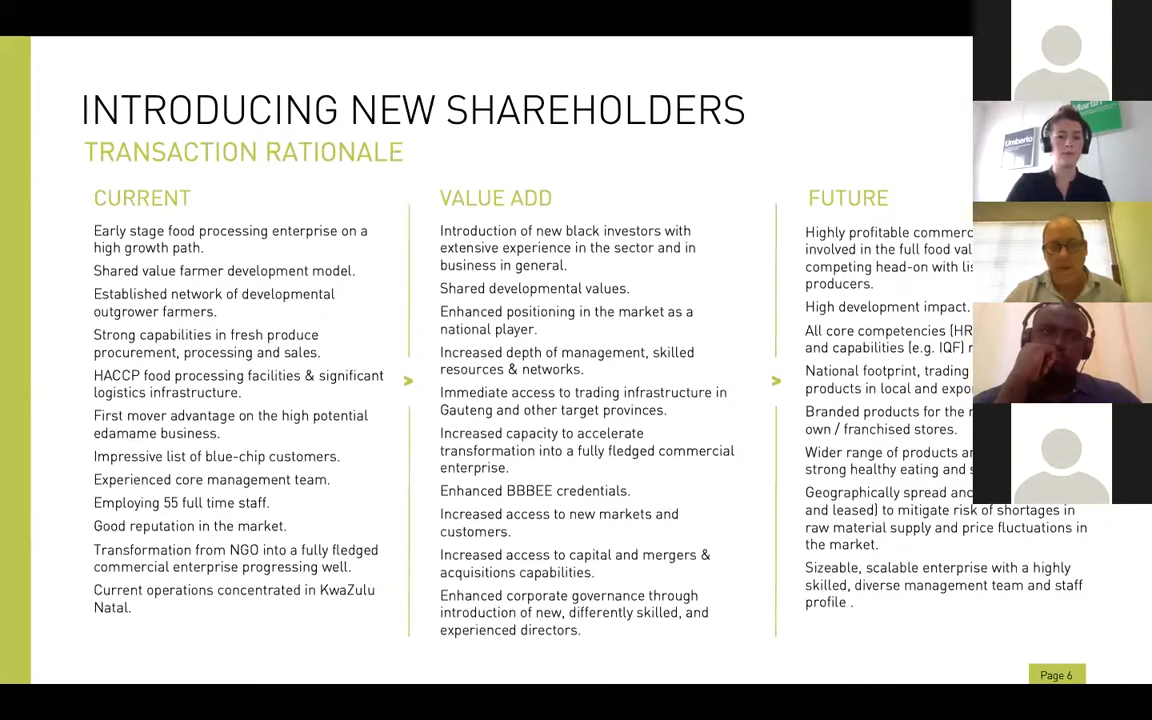 INTRODUCING NEW SHAREHOLDERS
TRANSACTION RATIONALE
CURRENT
Early stage food processing enterprise on a
high growth path.
Shared value farmer development model.
Established network of developmental
outgrower farmers.
Strong capabilities in fresh produce
procurement, processing and sales.
HACCP food processing facilities & significant
logistics infrastructure.
First mover advantage on the high potential
edamame business.
Impressive list of blue-chip customers.
Experienced core management team.
Employing 55 full time staff.
Good reputation in the market.
Transformation from NGO into a fully fledged
commercial enterprise progressing well.
Current operations concentrated in KwaZulu
Natal.
>
VALUE ADD
Introduction of new black investors with
extensive experience in the sector and in
business in general.
Shared developmental values.
Enhanced positioning in the market as a
national player.
Increased depth of management, skilled
resources & networks.
Immediate access to trading infrastructure in
Gauteng and other target provinces.
Increased capacity to accelerate
transformation into a fully fledged commercial
enterprise.
Enhanced BBBEE credentials.
Increased access to new markets and
customers.
Increased access to capital and mergers &
acquisitions capabilities.
Enhanced corporate governance through
introduction of new, differently skilled, and
experienced directors.
>
FUTURE
Highly profitable
involved in the full food
competing head-on with
producers.
High development impact.
All core competencies (HR
and capabilities (e.g. IQF)
National footprint, trading
products in local and
Branded products for the
own / franchised stores.
Wider range of products
strong healthy eating and
Geographically spread
and leased) to mitigate risk of shortages in
raw material supply and price fluctuations in
the market.
Sizeable, scalable enterprise with a highly
skilled, diverse management team and staff
profile .
Page 6
Umberto
Martin